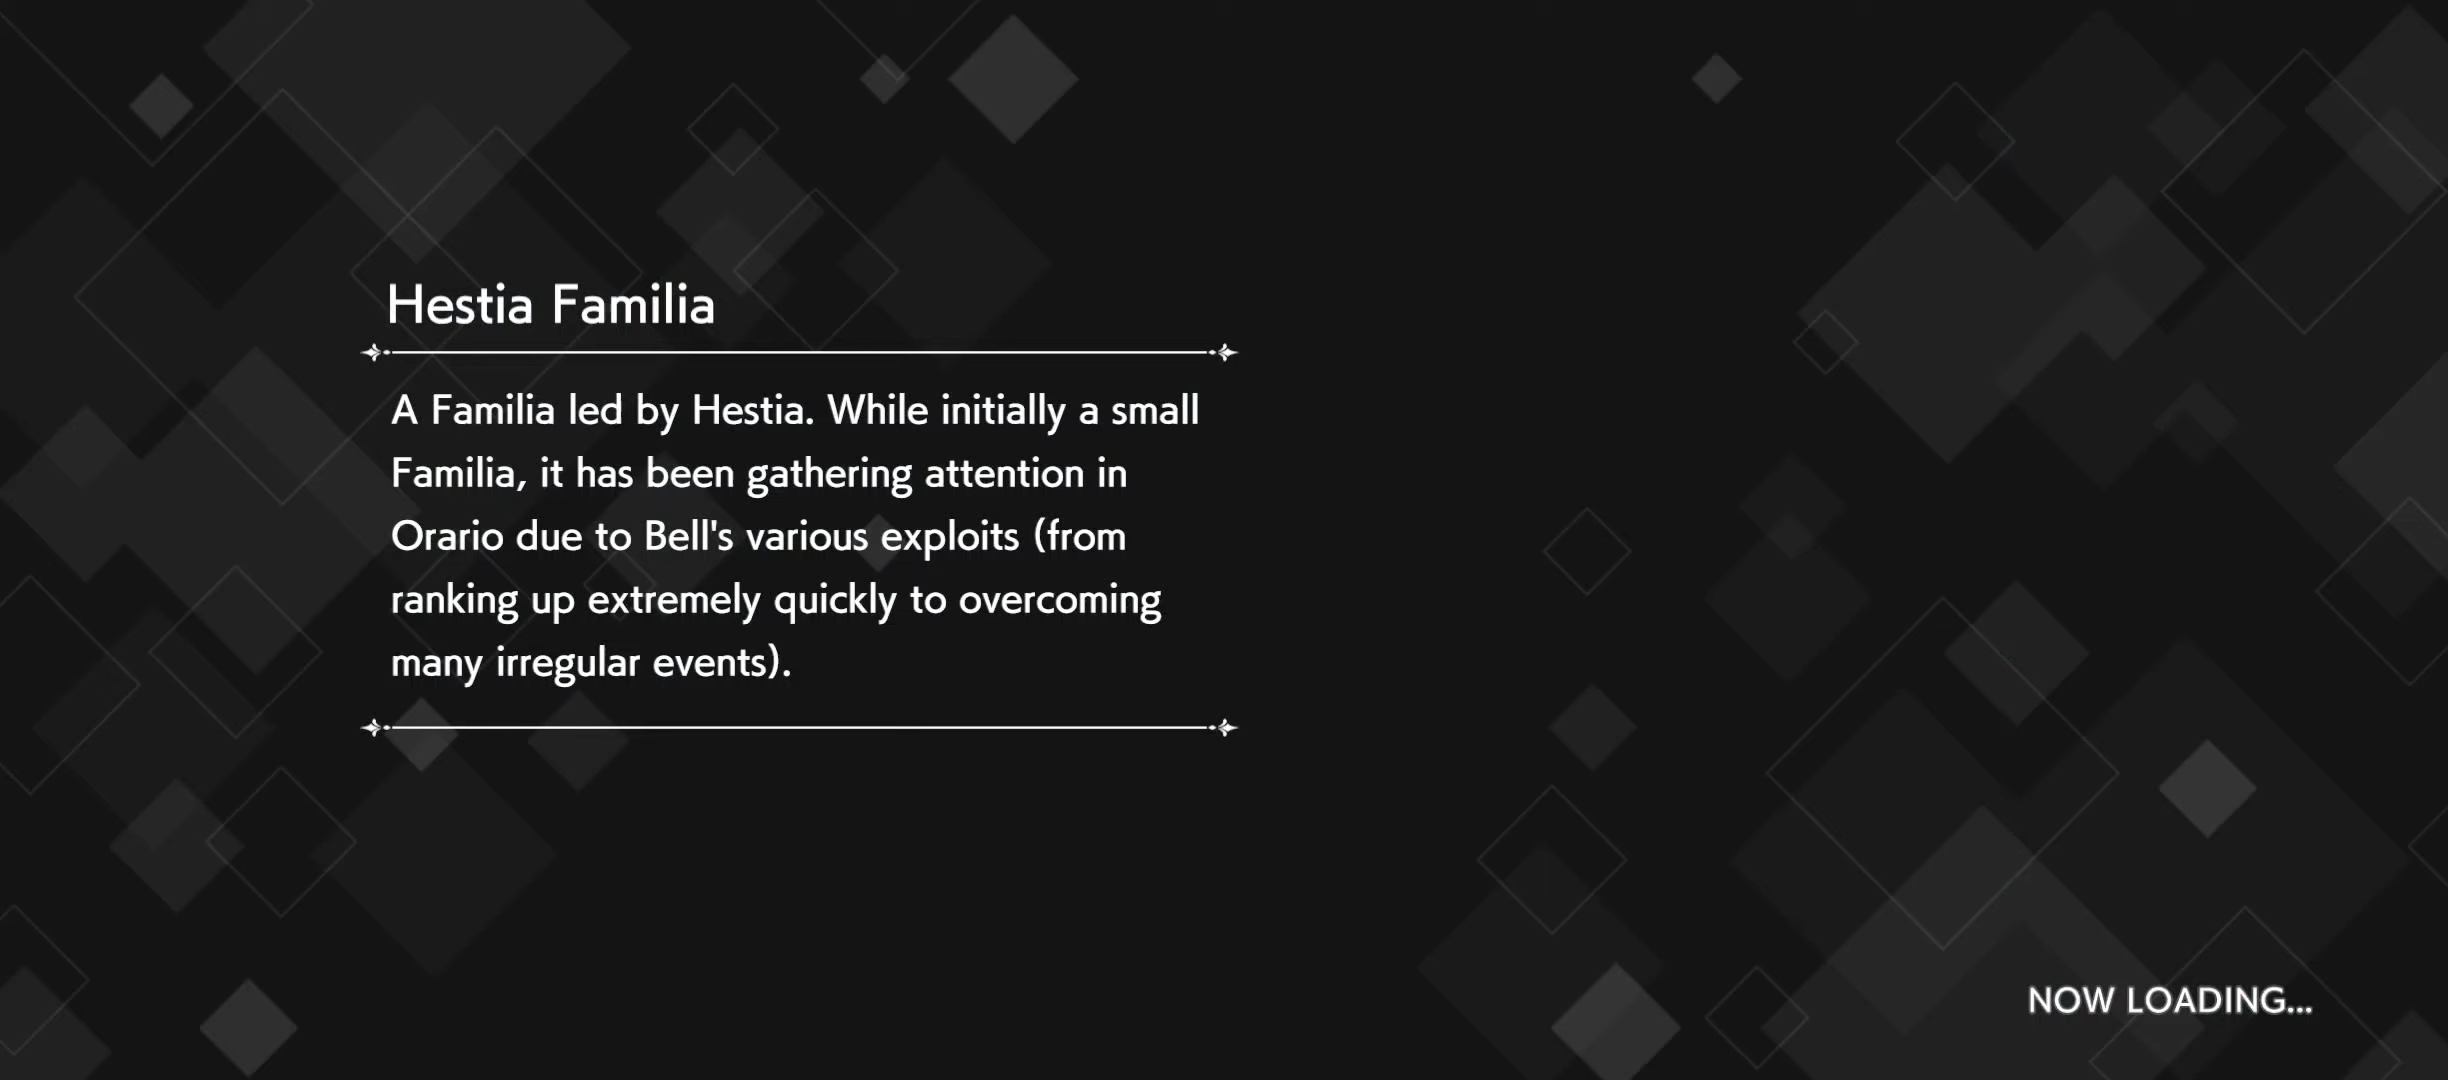 Hestia Familia
A Familia led by Hestia. While initially a small
Familia, it has been gathering attention in
Orario due to Bell's various exploits (from
ranking up extremely quickly to overcoming
many irregular events).
NOW LOADING...